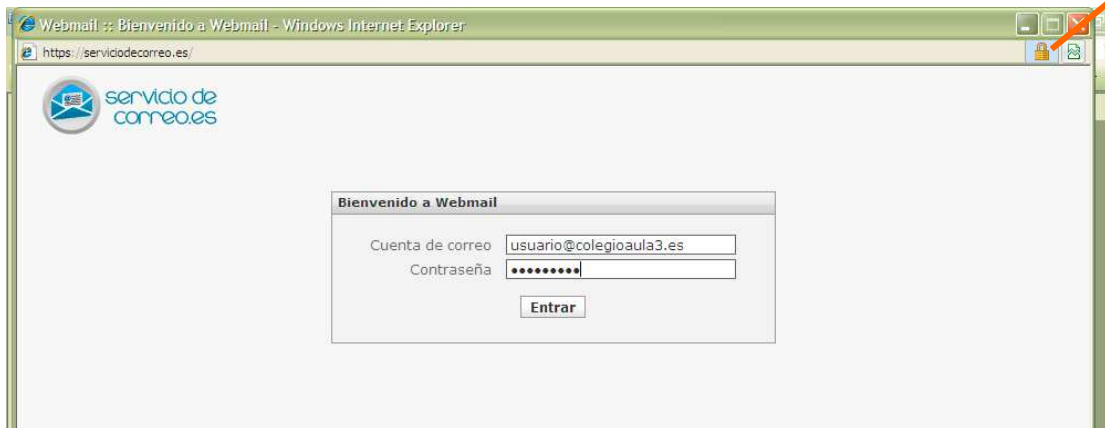 Webmail :: Bienvenido a Webmail - Windows Internet Explorer
https://serviciodecorreo.es/
servicio de
correo.es
Bienvenido a Webmail
Cuenta de correo usuario@colegioaula3.es
Contraseña •••••••••
Entrar